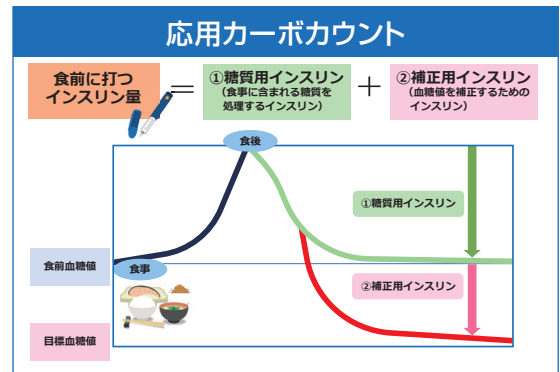 応用カーボカウント
食前に打つ
インスリン量
=
①糖質用インスリン
(食事に含まれる糖質を
処理するインスリン)
+
②補正用インスリン
(血糖値を補正するための
インスリン)
食後
①糖質用インスリン
食前血糖値
食事
②補正用インスリン
目標血糖値